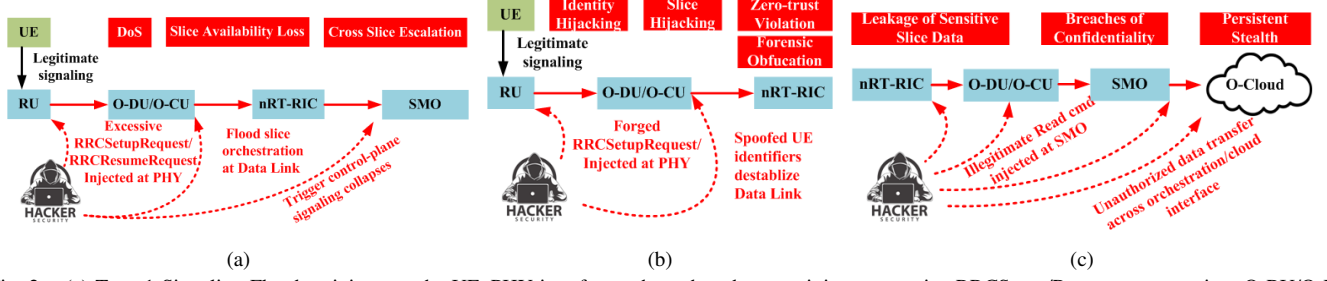 UE
DoS
Slice Availability Loss
Cross Slice Escalation
Legitimate
signaling
RU
O-DU/O-CU
nRT-RIC
SMO
Excessive
RRCSetupRequest/
RRCResumeRequest
Injected at PHY
Flood slice
orchestration
at Data Link
Trigger control-plane
signaling collapses
HACKER
SECURITY
(a)
UE
Identity
Hijacking
Slice
Hijacking
Zero-trust
Violation
Forensic
Obfucation
Legitimate
signaling
RU
O-DU/O-CU
nRT-RIC
Forged
RRCSetupRequest/
Injected at PHY
Spoofed UE
identifiers
destablize
Data Link
HACKER
SECURITY
(b)
Leakage of Sensitive
Slice Data
Breaches of
Confidentiality
Persistent
Stealth
nRT-RIC
O-DU/O-CU
SMO
O-Cloud
Illegitimate Read cmd
injected at SMO
Unauthorized data transfer
across orchestration/cloud
interface
HACKER
SECURITY
(c)